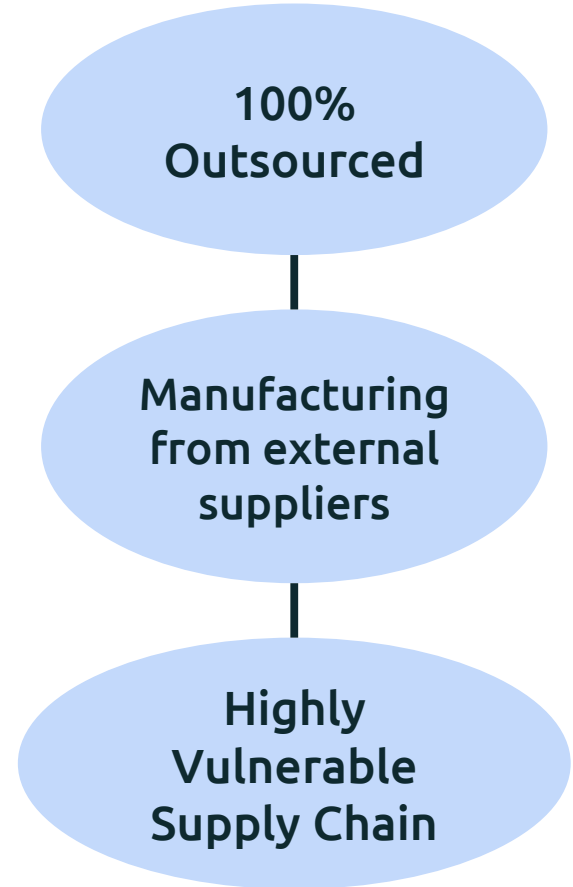 100%
Outsourced
Manufacturing
from external
suppliers
Highly
Vulnerable
Supply Chain